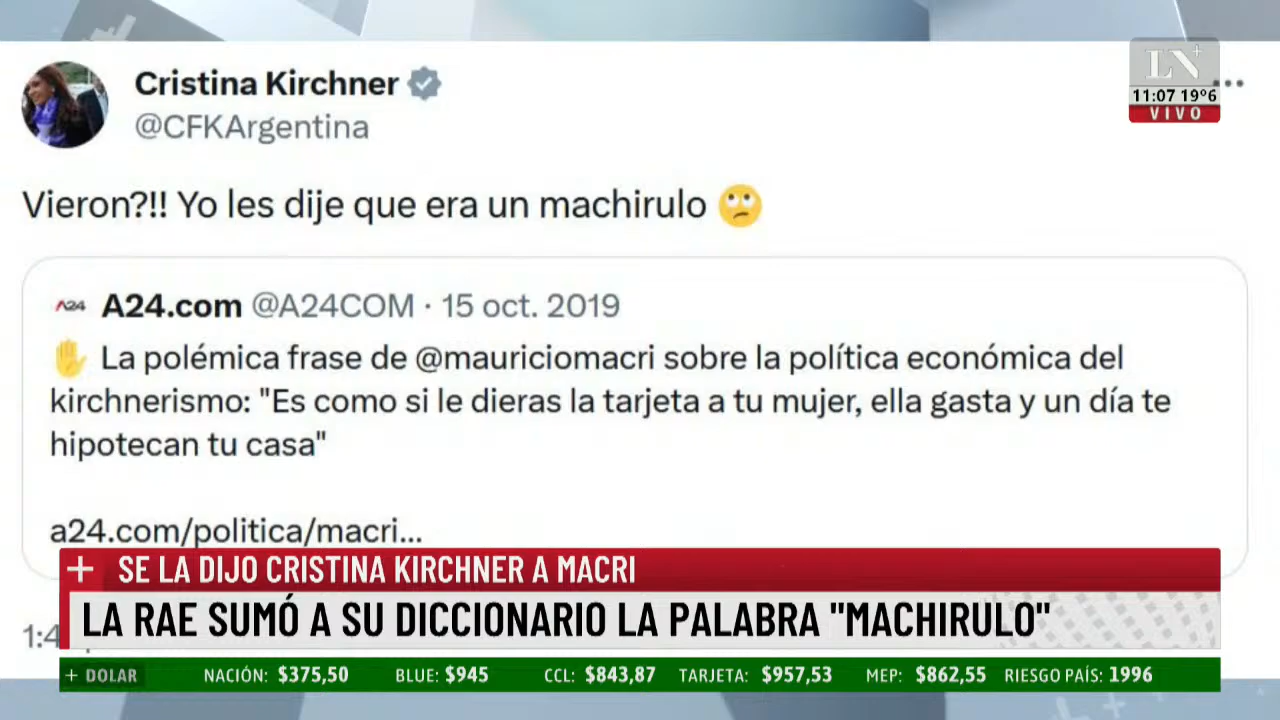 Cristina Kirchner
@CFKArgentina
LN+
11:07 19°6
VIVO
Vieron?!! Yo les dije que era un machirulo 🙄
A24 A24.com @A24COM · 15 oct. 2019
✋ La polémica frase de @mauriciomacri sobre la política económica del
kirchnerismo: "Es como si le dieras la tarjeta a tu mujer, ella gasta y un día te
hipotecan tu casa"
a24.com/politica/macri...
+ SE LA DIJO CRISTINA KIRCHNER A MACRI
LA RAE SUMÓ A SU DICCIONARIO LA PALABRA "MACHIRULO"
+ DOLAR NACIÓN: $375,50 BLUE: $945 CCL: $843,87 TARJETA: $957,53 MEP: $862,55 RIESGO PAÍS: 1996